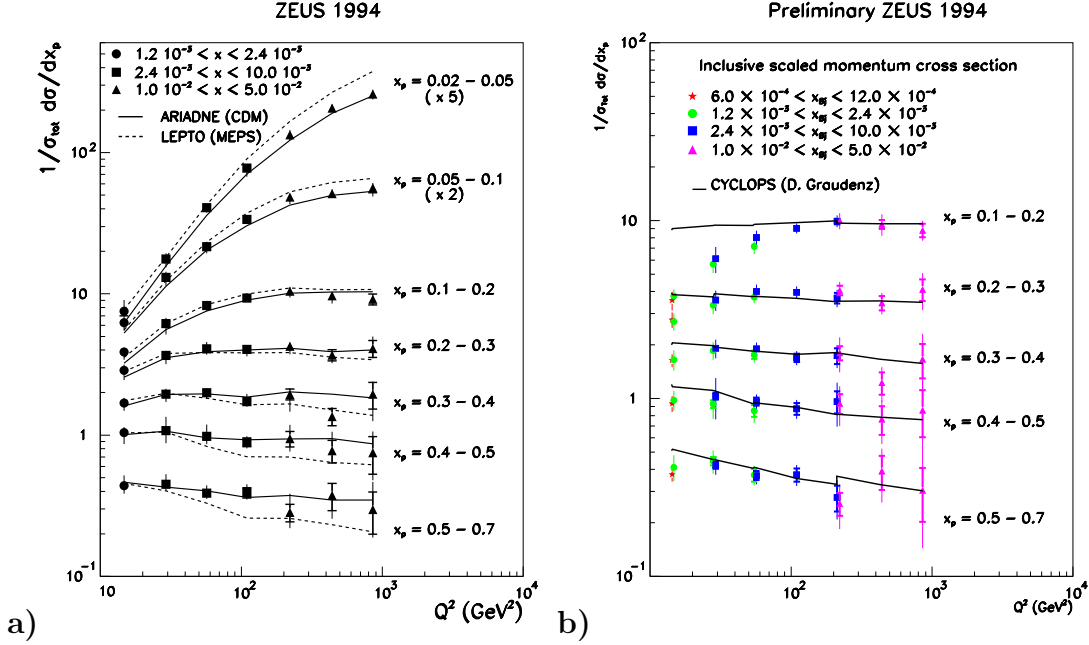 ZEUS 1994
1/σ_tot dσ/dx_p
1.2 10⁻³ < x < 2.4 10⁻³
2.4 10⁻³ < x < 10.0 10⁻³
1.0 10⁻² < x < 5.0 10⁻²
ARIADNE (CDM)
LEPTO (MEPS)
x_p = 0.02 – 0.05
( x 5)
x_p = 0.05 – 0.1
( x 2)
x_p = 0.1 – 0.2
x_p = 0.2 – 0.3
x_p = 0.3 – 0.4
x_p = 0.4 – 0.5
x_p = 0.5 – 0.7
10²
10
1
10⁻¹
10 10² 10³ 10⁴
Q² (GeV²)
a)
Preliminary ZEUS 1994
1/σ_tot dσ/dx_p
Inclusive scaled momentum cross section
6.0 × 10⁻⁴ < x_Bj < 12.0 × 10⁻⁴
1.2 × 10⁻³ < x_Bj < 2.4 × 10⁻³
2.4 × 10⁻³ < x_Bj < 10.0 × 10⁻³
1.0 × 10⁻² < x_Bj < 5.0 × 10⁻²
CYCLOPS (D. Graudenz)
x_p = 0.1 – 0.2
x_p = 0.2 – 0.3
x_p = 0.3 – 0.4
x_p = 0.4 – 0.5
x_p = 0.5 – 0.7
10²
10
1
10⁻¹
10² 10³ 10⁴
Q² (GeV²)
b)